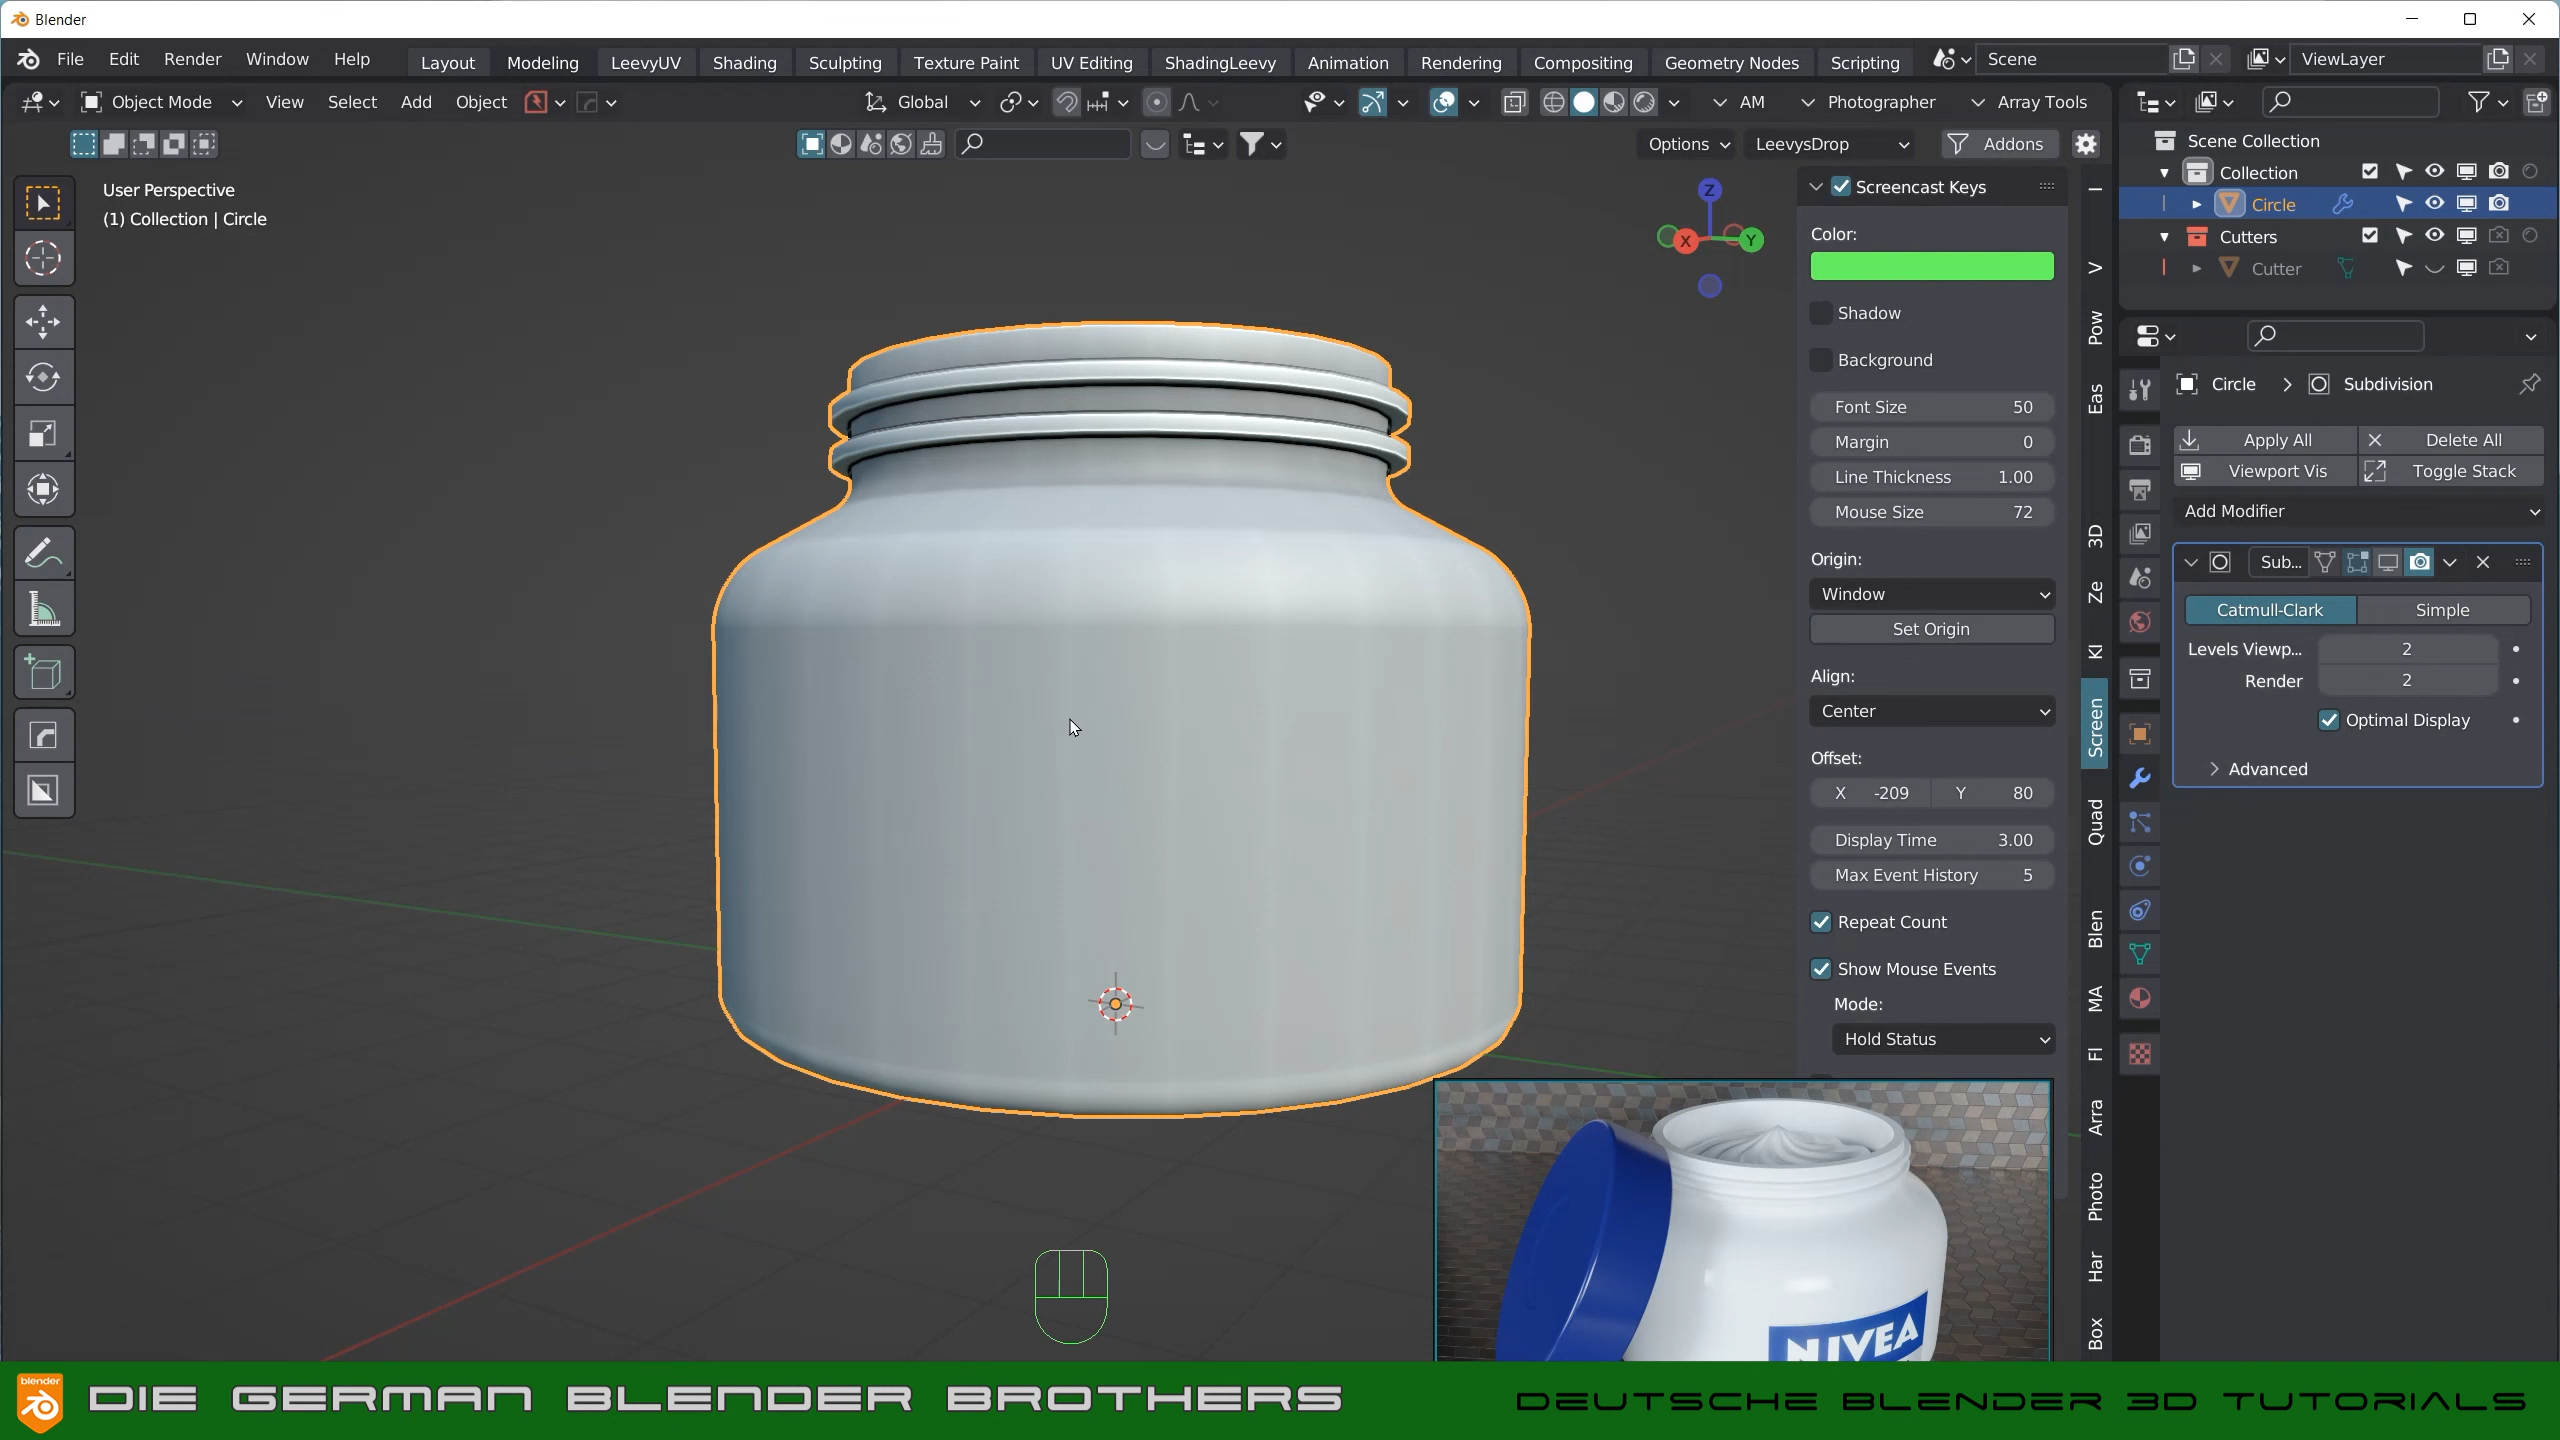 Blender
File Edit Render Window Help Layout Modeling LeevyUV Shading Sculpting Texture Paint UV Editing ShadingLeevy Animation Rendering Compositing Geometry Nodes Scripting Scene ViewLayer
Object Mode View Select Add Object Global AM Photographer Array Tools
Options LeevysDrop Addons
User Perspective
(1) Collection | Circle
Z
X
Y
Screencast Keys
Color:
Shadow
Background
Font Size 50
Margin 0
Line Thickness 1.00
Mouse Size 72
Origin:
Window
Set Origin
Align:
Center
Offset:
X -209 Y 80
Display Time 3.00
Max Event History 5
Repeat Count
Show Mouse Events
Mode:
Hold Status
I
V
Pow
Eas
3D
Ze
KI
Screen
Quad
Blen
MA
FI
Arra
Photo
Har
Box
Scene Collection
Collection
Circle
Cutters
Cutter
Circle > Subdivision
Apply All Delete All
Viewport Vis Toggle Stack
Add Modifier
Sub...
Catmull-Clark Simple
Levels Viewp... 2
Render 2
Optimal Display
Advanced
NIVEA
blender
DIE GERMAN BLENDER BROTHERS
DEUTSCHE BLENDER 3D TUTORIALS